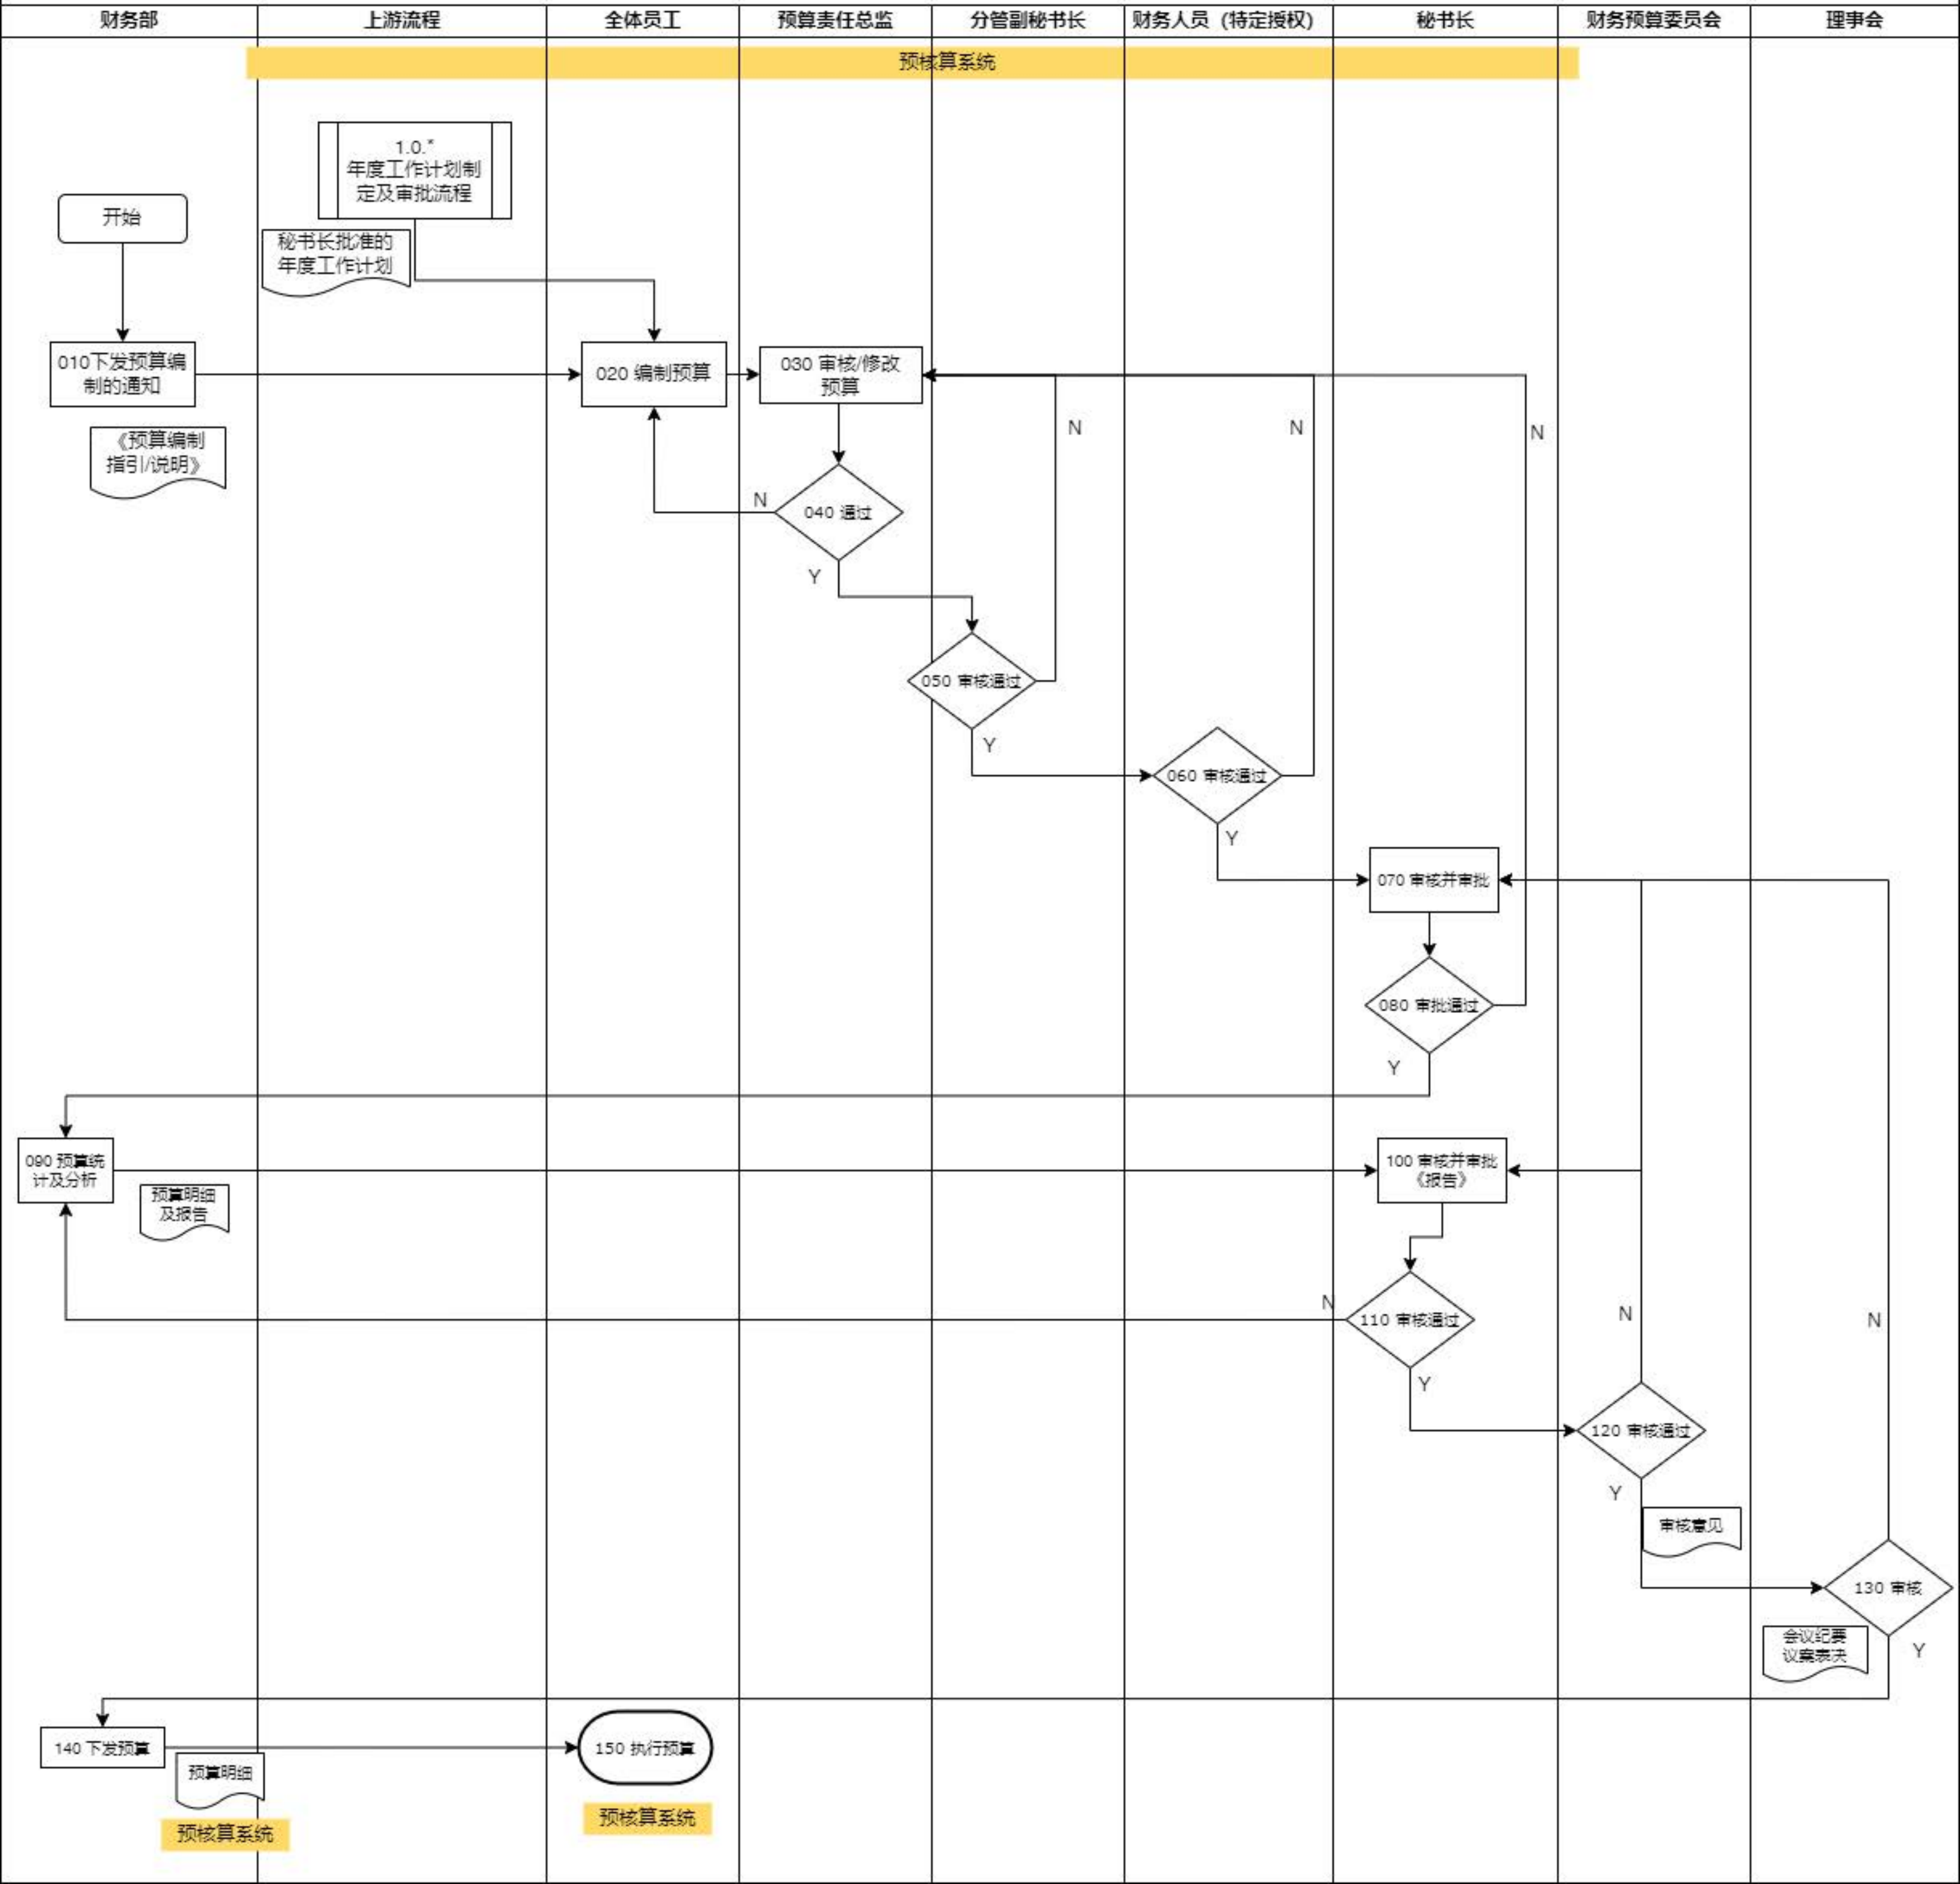 财务部
上游流程
全体员工
预算责任总监
分管副秘书长
财务人员（特定授权）
秘书长
财务预算委员会
理事会
预核算系统
1.0.*
年度工作计划制
定及审批流程
开始
秘书长批准的
年度工作计划
010下发预算编
制的通知
020 编制预算
030 审核/修改
预算
《预算编制
指引/说明》
N
N
N
N
040 通过
Y
050 审核通过
Y
060 审核通过
Y
070 审核并审批
080 审批通过
Y
090 预算统
计及分析
预算明细
及报告
100 审核并审批
《报告》
N
110 审核通过
Y
N
N
120 审核通过
Y
审核意见
130 审核
会议纪要
议案表决
Y
140 下发预算
预算明细
预核算系统
150 执行预算
预核算系统